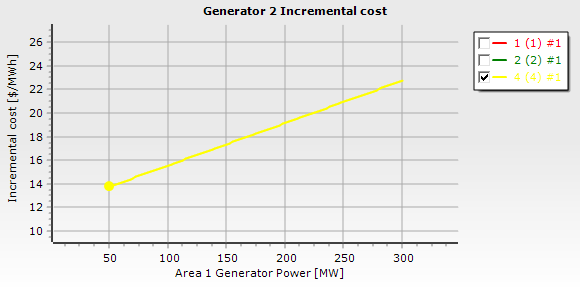 Generator 2 Incremental cost
Incremental cost [$/MWh]
26
24
22
20
18
16
14
12
10
50 100 150 200 250 300
Area 1 Generator Power [MW]
1 (1) #1
2 (2) #1
4 (4) #1